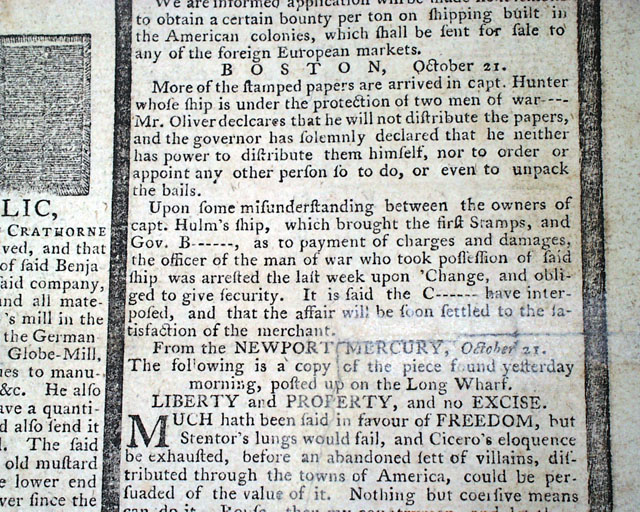 LIC,
CRATHORNE
ved, and that
of said Benja
aid company,
nd all mate-
's mill in the
the German
Globe-Mill,
es to manu-
&c. He also
ave a quanti-
d also send it
The said
old mustard
e lower end
ver since the
We are informed application will be made
to obtain a certain bounty per ton on ſhipping built in
the American colonies, which ſhall be ſent for ſale to
any of the foreign European markets.
BOSTON, October 21.
More of the ſtamped papers are arrived in capt. Hunter
whoſe ſhip is under the protection of two men of war----
Mr. Oliver declcares that he will not diſtribute the papers,
and the governor has ſolemnly declared that he neither
has power to diſtribute them himſelf, nor to order or
appoint any other perſon ſo to do, or even to unpack
the bails.
Upon ſome miſunderſtanding between the owners of
capt. Hulm's ſhip, which brought the firſt Stamps, and
Gov. B------, as to payment of charges and damages,
the officer of the man of war who took poſſeſſion of ſaid
ſhip was arreſted the laſt week upon 'Change, and obli-
ged to give ſecurity. It is ſaid the C------ have inter-
poſed, and that the affair will be ſoon ſettled to the ſa-
tisfaction of the merchant.
From the NEWPORT MERCURY, October 21.
The following is a copy of the piece found yeſterday
morning, poſted up on the Long Wharf.
LIBERTY and PROPERTY, and no EXCISE.
MUCH hath been ſaid in favour of FREEDOM, but
Stentor's lungs would fail, and Cicero's eloquence
be exhauſted, before an abandoned ſett of villains, diſ-
tributed through the towns of America, could be per-
ſuaded of the value of it. Nothing but coerſive means
can do it.